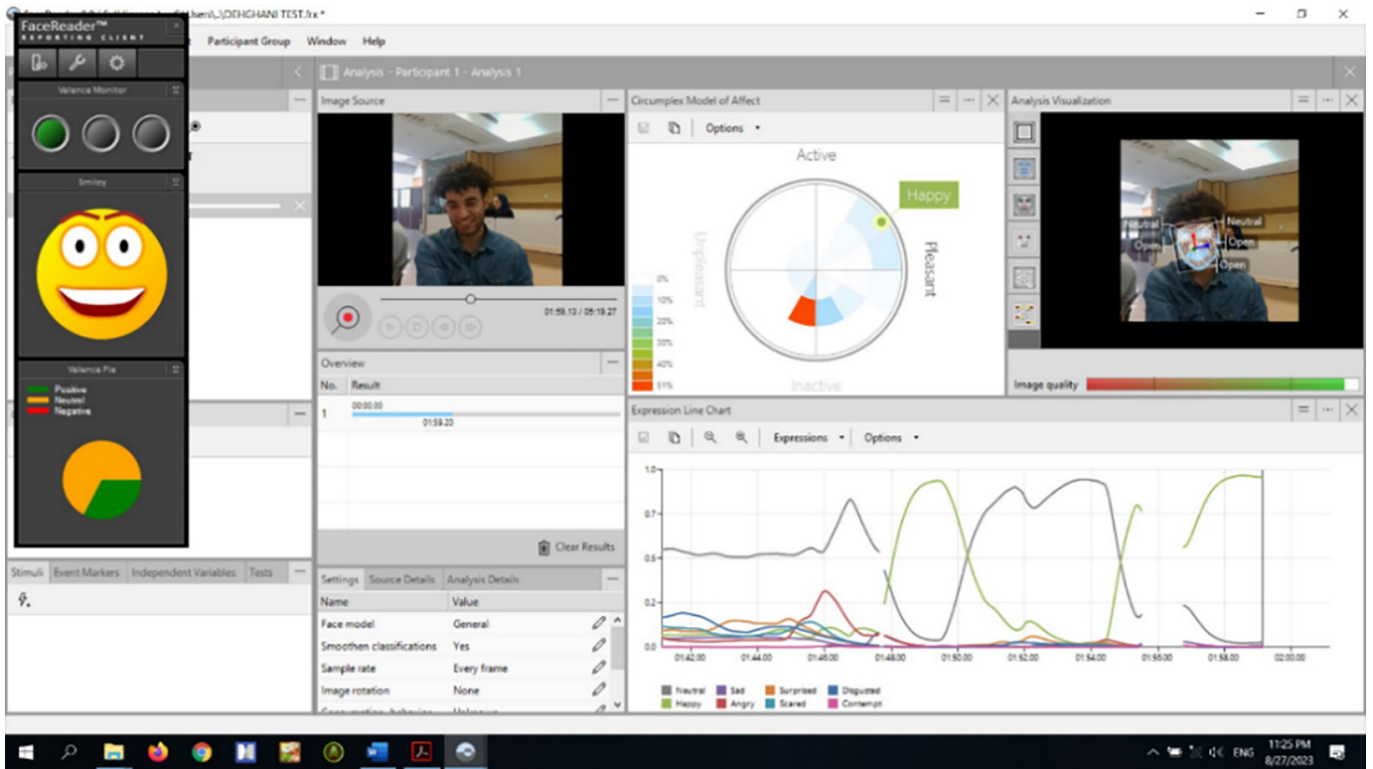 DEHGHANI TEST.frx *
FaceReader™
REPORTING CLIENT
Participant Group Window Help
Valence Monitor
Smiley
Valence Pie
Positive
Neutral
Negative
Analysis - Participant 1 - Analysis 1
Image Source
01:59.13 / 05:19.27
Overview
No. Result
1 00:00.00
01:59.20
Clear Results
Stimuli Event Markers Independent Variables Tests
Settings Source Details Analysis Details
Name Value
Face model General
Smoothen classifications Yes
Sample rate Every frame
Image rotation None
Circumplex Model of Affect
Options
Active
Happy
Unpleasant
Pleasant
Inactive
0%
10%
20%
30%
40%
51%
Analysis Visualization
Neutral Neutral
Open Open
Open
Image quality
Expression Line Chart
Expressions Options
1.0
0.7
0.5
0.2
0.0
01:42.00 01:44.00 01:46.00 01:48.00 01:50.00 01:52.00 01:54.00 01:56.00 01:58.00 02:00.00
Neutral Sad Surprised Disgusted
Happy Angry Scared Contempt
ENG
11:25 PM
8/27/2023